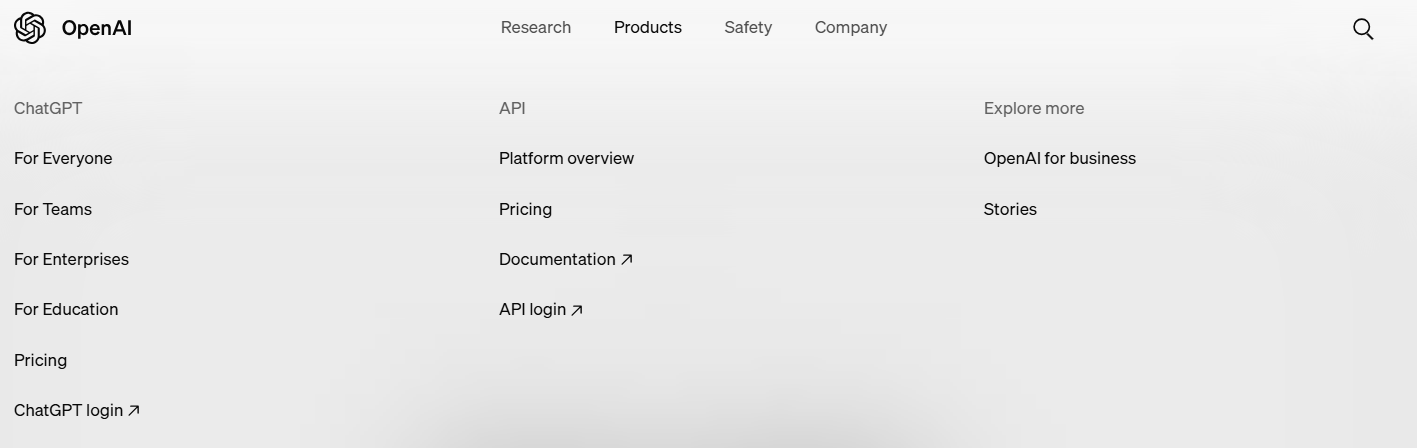 OpenAI
Research Products Safety Company
ChatGPT
For Everyone
For Teams
For Enterprises
For Education
Pricing
ChatGPT login ↗
API
Platform overview
Pricing
Documentation ↗
API login ↗
Explore more
OpenAI for business
Stories